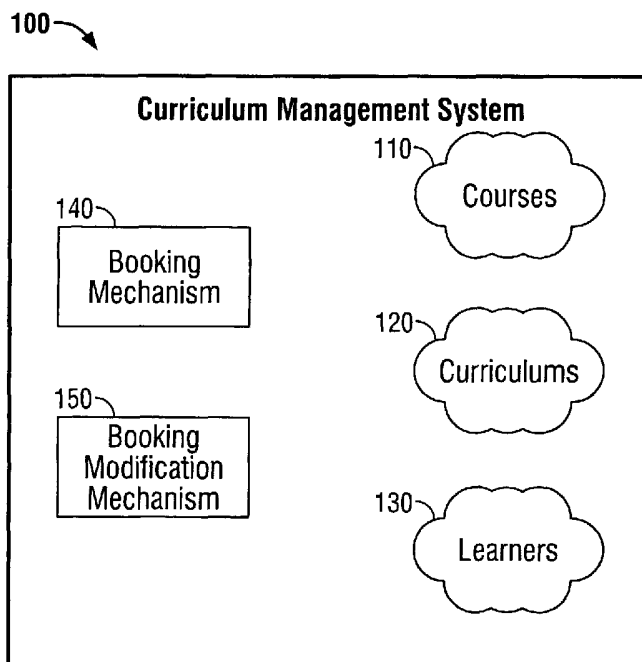 100
Curriculum Management System
110
Courses
140
Booking
Mechanism
120
Curriculums
150
Booking
Modification
Mechanism
130
Learners